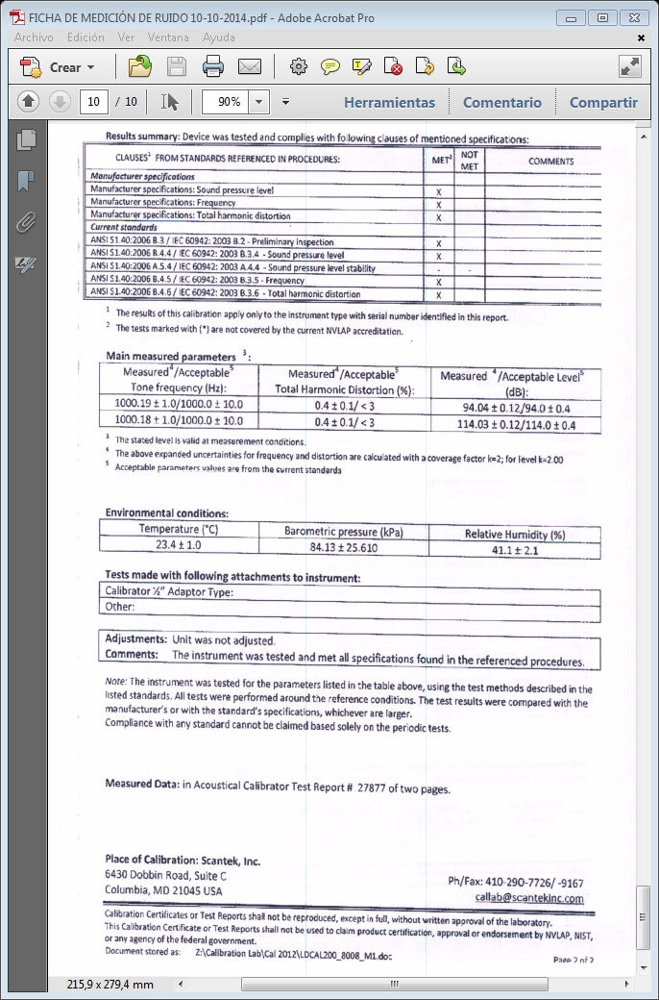 FICHA DE MEDICIÓN DE RUIDO 10-10-2014.pdf - Adobe Acrobat Pro
Archivo Edición Ver Ventana Ayuda
Crear
10 / 10 90% Herramientas Comentario Compartir
Results summary: Device was tested and complies with following clauses of mentioned specifications:
CLAUSES¹ FROM STANDARDS REFERENCED IN PROCEDURES: MET² NOT MET COMMENTS
Manufacturer specifications
Manufacturer specifications: Sound pressure level X
Manufacturer specifications: Frequency X
Manufacturer specifications: Total harmonic distortion X
Current standards
ANSI S1.40:2006 B.3 / IEC 60942: 2003 B.2 - Preliminary inspection X
ANSI S1.40:2006 B.4.4 / IEC 60942: 2003 B.3.4 - Sound pressure level X
ANSI S1.40:2006 A.5.4 / IEC 60942: 2003 A.4.4 - Sound pressure level stability - -
ANSI S1.40:2006 B.4.5 / IEC 60942: 2003 B.3.5 - Frequency X
ANSI S1.40:2006 B.4.6 / IEC 60942: 2003 B.3.6 - Total harmonic distortion X
¹ The results of this calibration apply only to the instrument type with serial number identified in this report.
² The tests marked with (*) are not covered by the current NVLAP accreditation.
Main measured parameters ³:
Measured⁴/Acceptable⁵ Measured⁴/Acceptable⁵ Measured ⁴/Acceptable Level⁵
Tone frequency (Hz): Total Harmonic Distortion (%): (dB):
1000.19 ± 1.0/1000.0 ± 10.0 0.4 ± 0.1/ < 3 94.04 ± 0.12/94.0 ± 0.4
1000.18 ± 1.0/1000.0 ± 10.0 0.4 ± 0.1/ < 3 114.03 ± 0.12/114.0 ± 0.4
³ The stated level is valid at measurement conditions.
⁴ The above expanded uncertainties for frequency and distortion are calculated with a coverage factor k=2; for level k=2.00
⁵ Acceptable parameters values are from the current standards
Environmental conditions:
Temperature (°C) Barometric pressure (kPa) Relative Humidity (%)
23.4 ± 1.0 84.13 ± 25.610 41.1 ± 2.1
Tests made with following attachments to instrument:
Calibrator ½" Adaptor Type:
Other:
Adjustments: Unit was not adjusted.
Comments: The instrument was tested and met all specifications found in the referenced procedures.
Note: The instrument was tested for the parameters listed in the table above, using the test methods described in the
listed standards. All tests were performed around the reference conditions. The test results were compared with the
manufacturer's or with the standard's specifications, whichever are larger.
Compliance with any standard cannot be claimed based solely on the periodic tests.
Measured Data: in Acoustical Calibrator Test Report # 27877 of two pages.
Place of Calibration: Scantek, Inc.
6430 Dobbin Road, Suite C Ph/Fax: 410-290-7726/ -9167
Columbia, MD 21045 USA callab@scantekinc.com
Calibration Certificates or Test Reports shall not be reproduced, except in full, without written approval of the laboratory.
This Calibration Certificate or Test Reports shall not be used to claim product certification, approval or endorsement by NVLAP, NIST,
or any agency of the federal government.
Document stored as: Z:\Calibration Lab\Cal 2012\LDCAL200_8008_M1.doc Page 2 of 2
215,9 x 279,4 mm